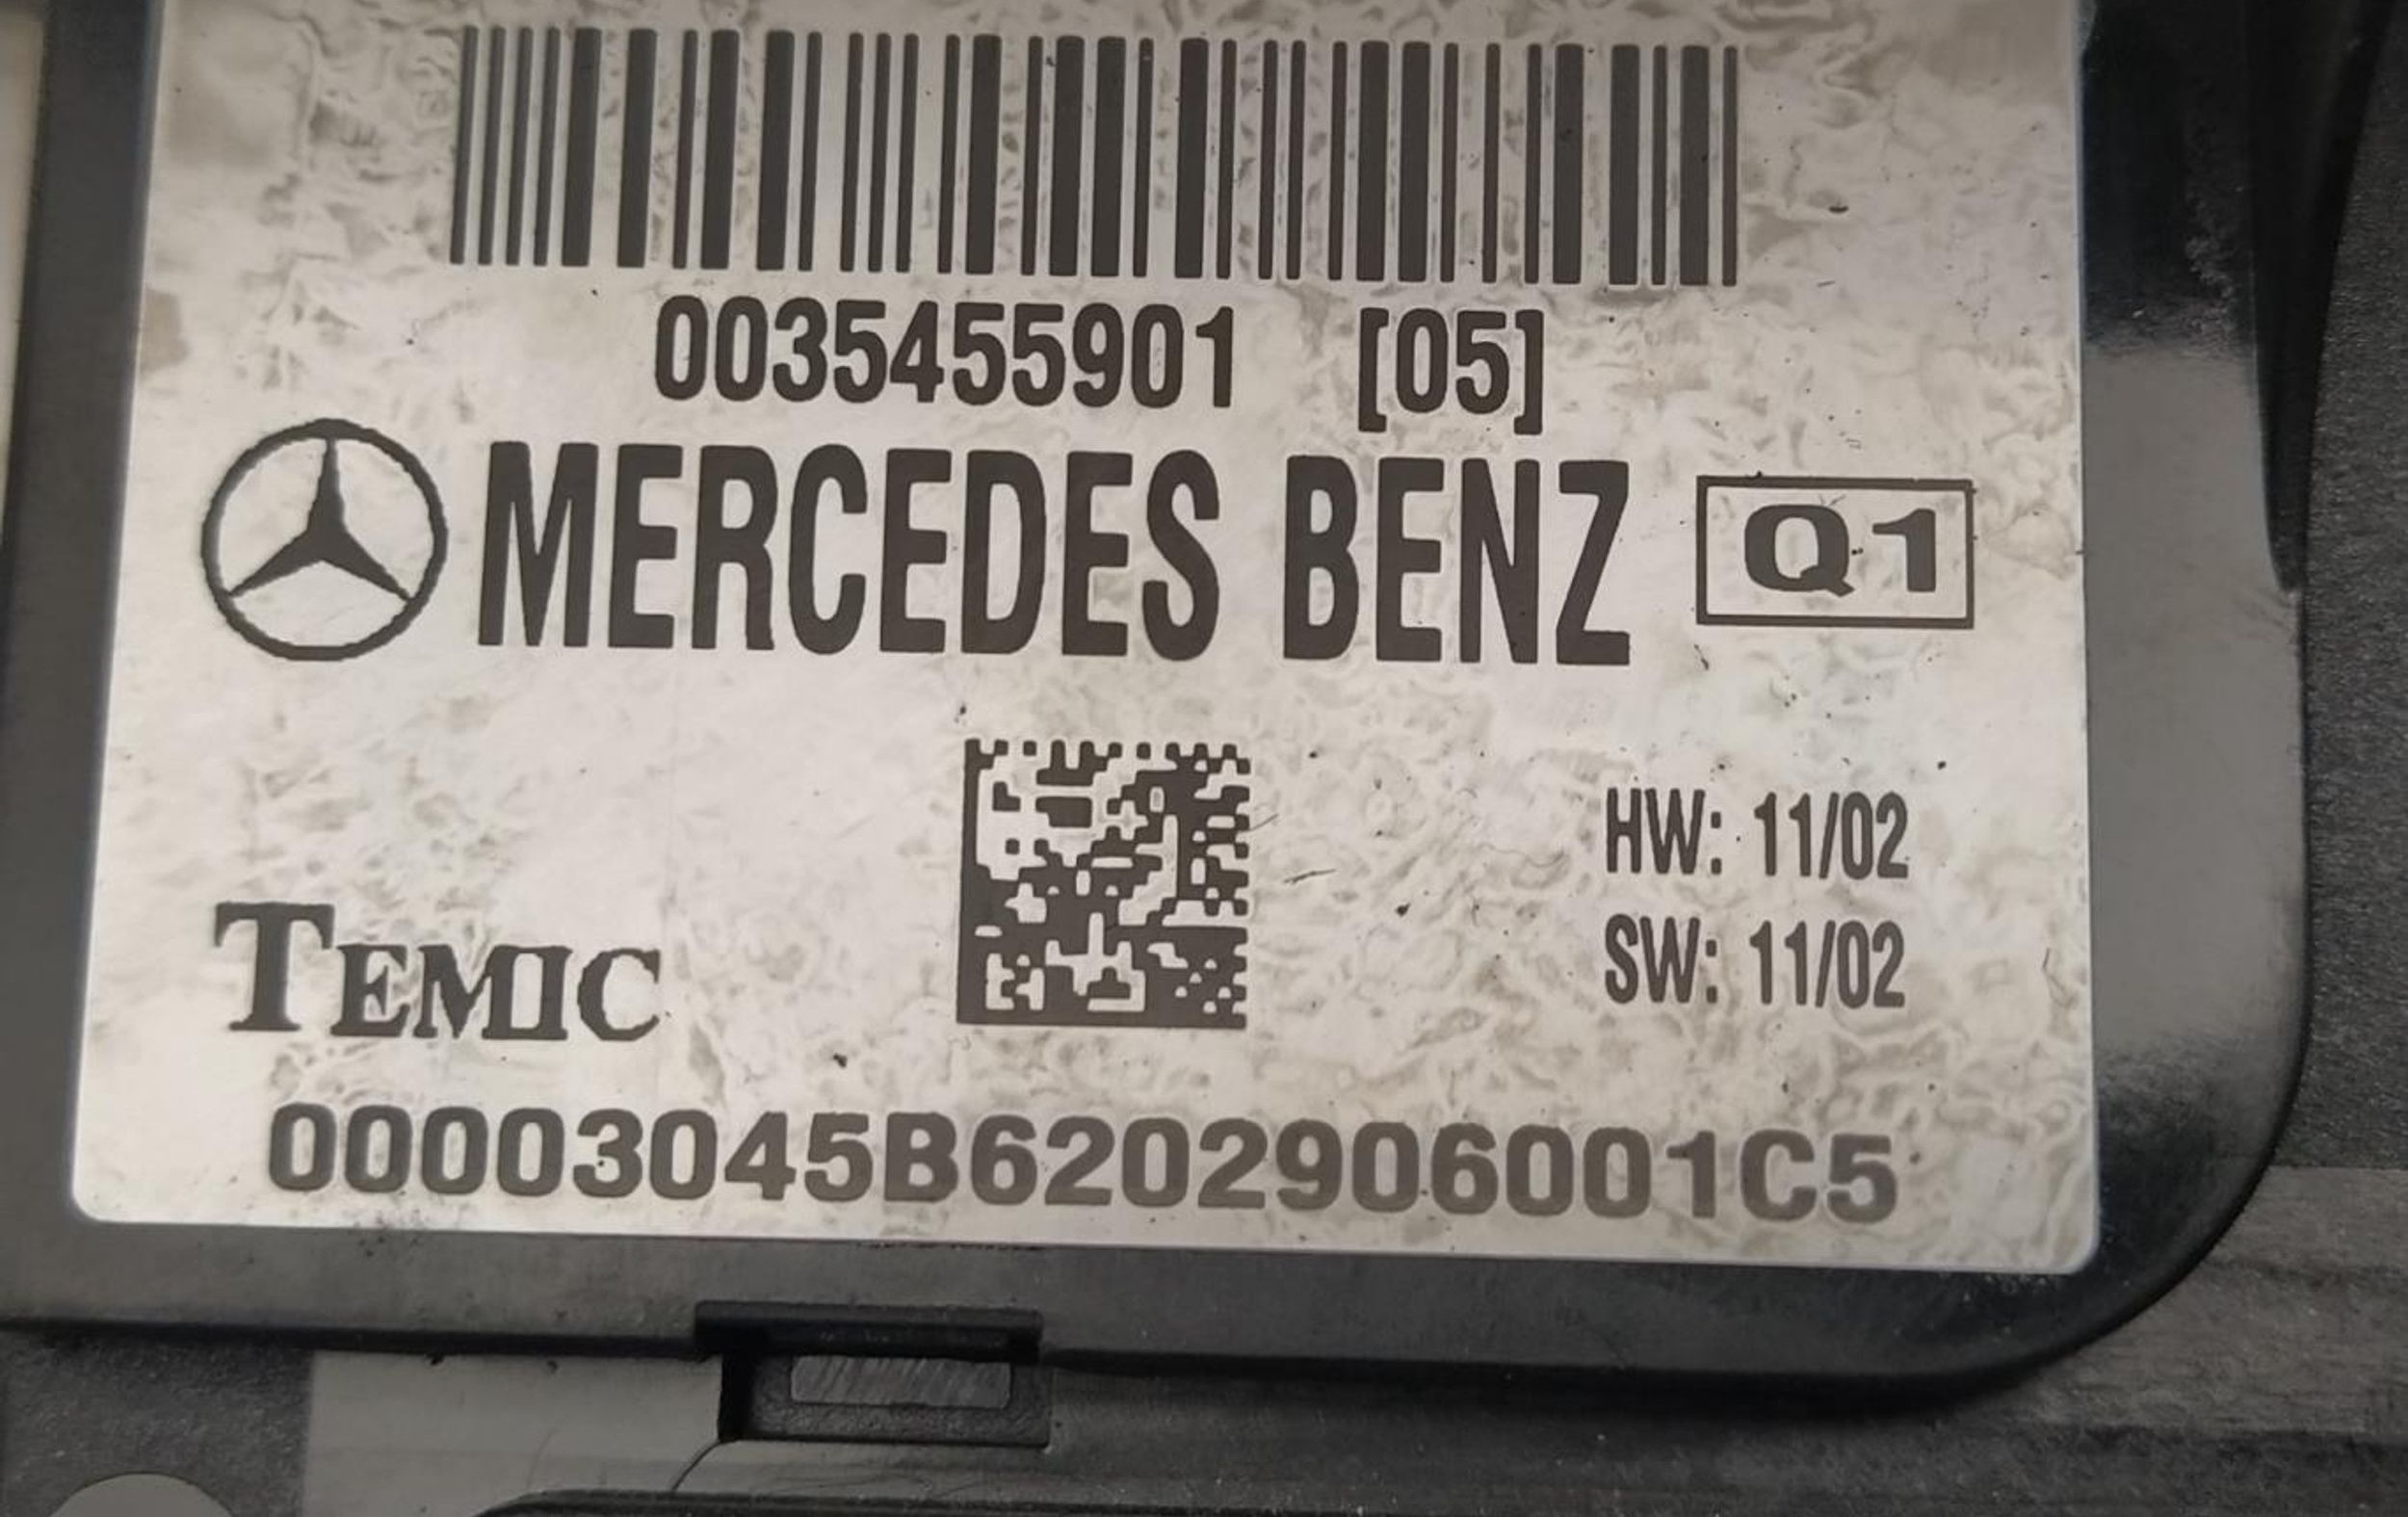 0035455901 [05]
MERCEDES BENZ Q1
HW: 11/02
SW: 11/02
TEMIC
00003045B6202906001C5